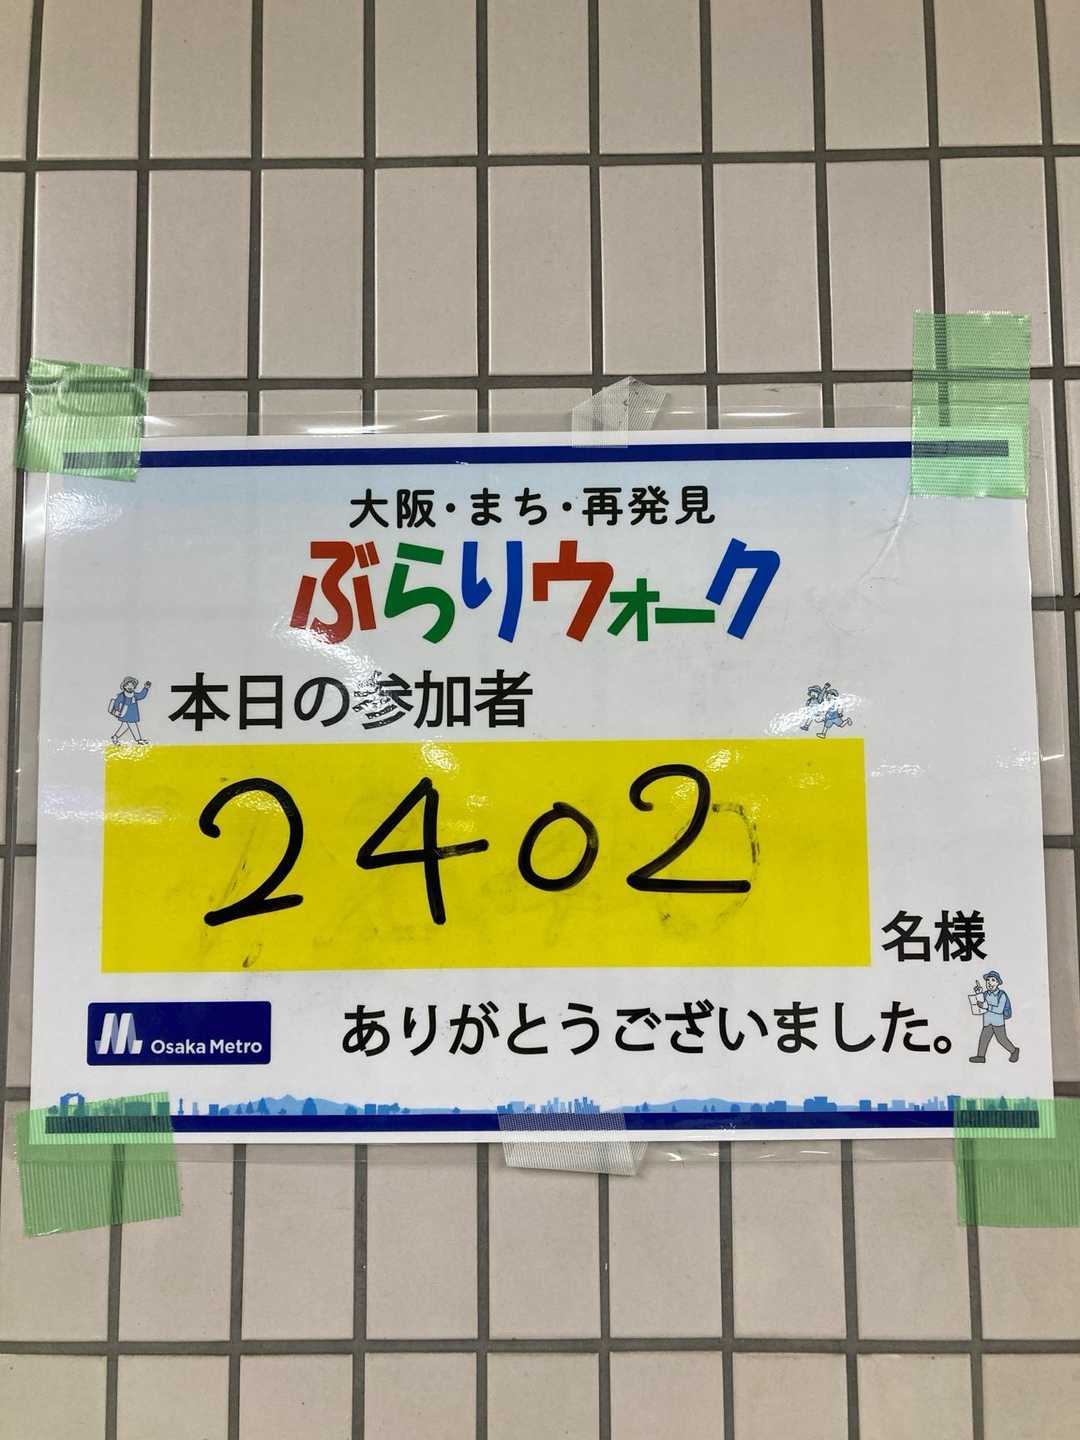 大阪・まち・再発見
ぶらりウォーク
本日の参加者
2402
名様
Osaka Metro
ありがとうございました。